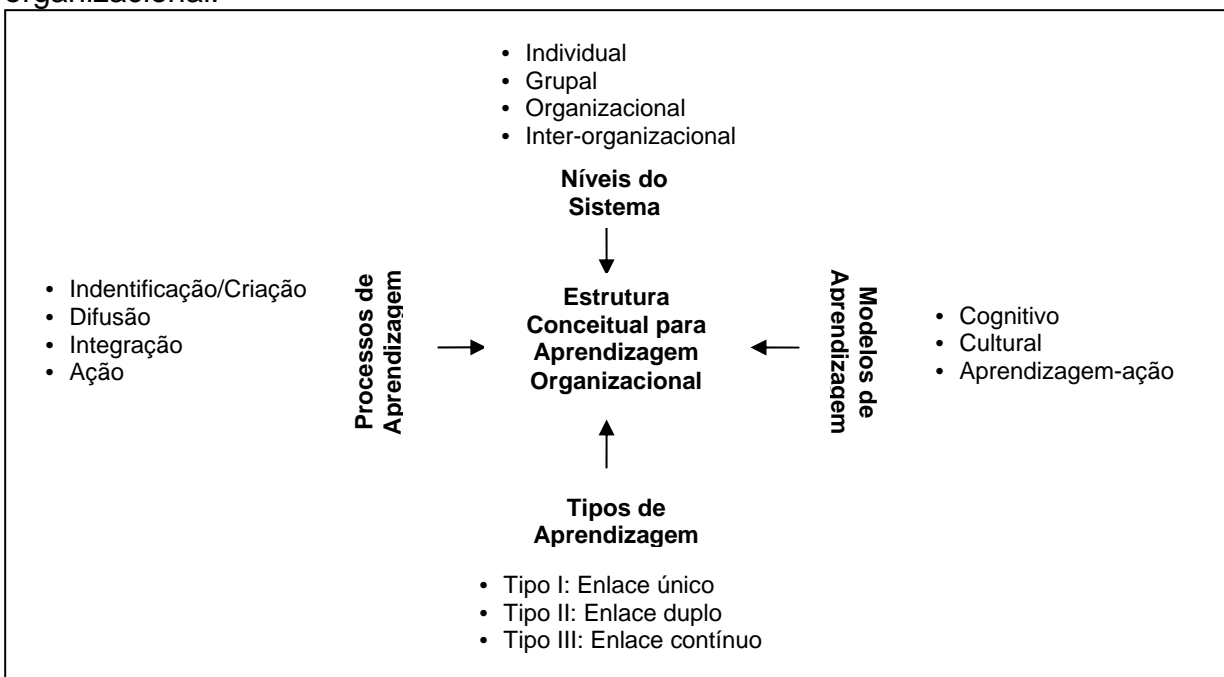 organizacional.
• Individual
• Grupal
• Organizacional
• Inter-organizacional
Níveis do
Sistema
• Indentificação/Criação
• Difusão
• Integração
• Ação
Processos de
Aprendizagem
Estrutura
Conceitual para
Aprendizagem
Organizacional
Modelos de
Aprendizagem
• Cognitivo
• Cultural
• Aprendizagem-ação
Tipos de
Aprendizagem
• Tipo I: Enlace único
• Tipo II: Enlace duplo
• Tipo III: Enlace contínuo